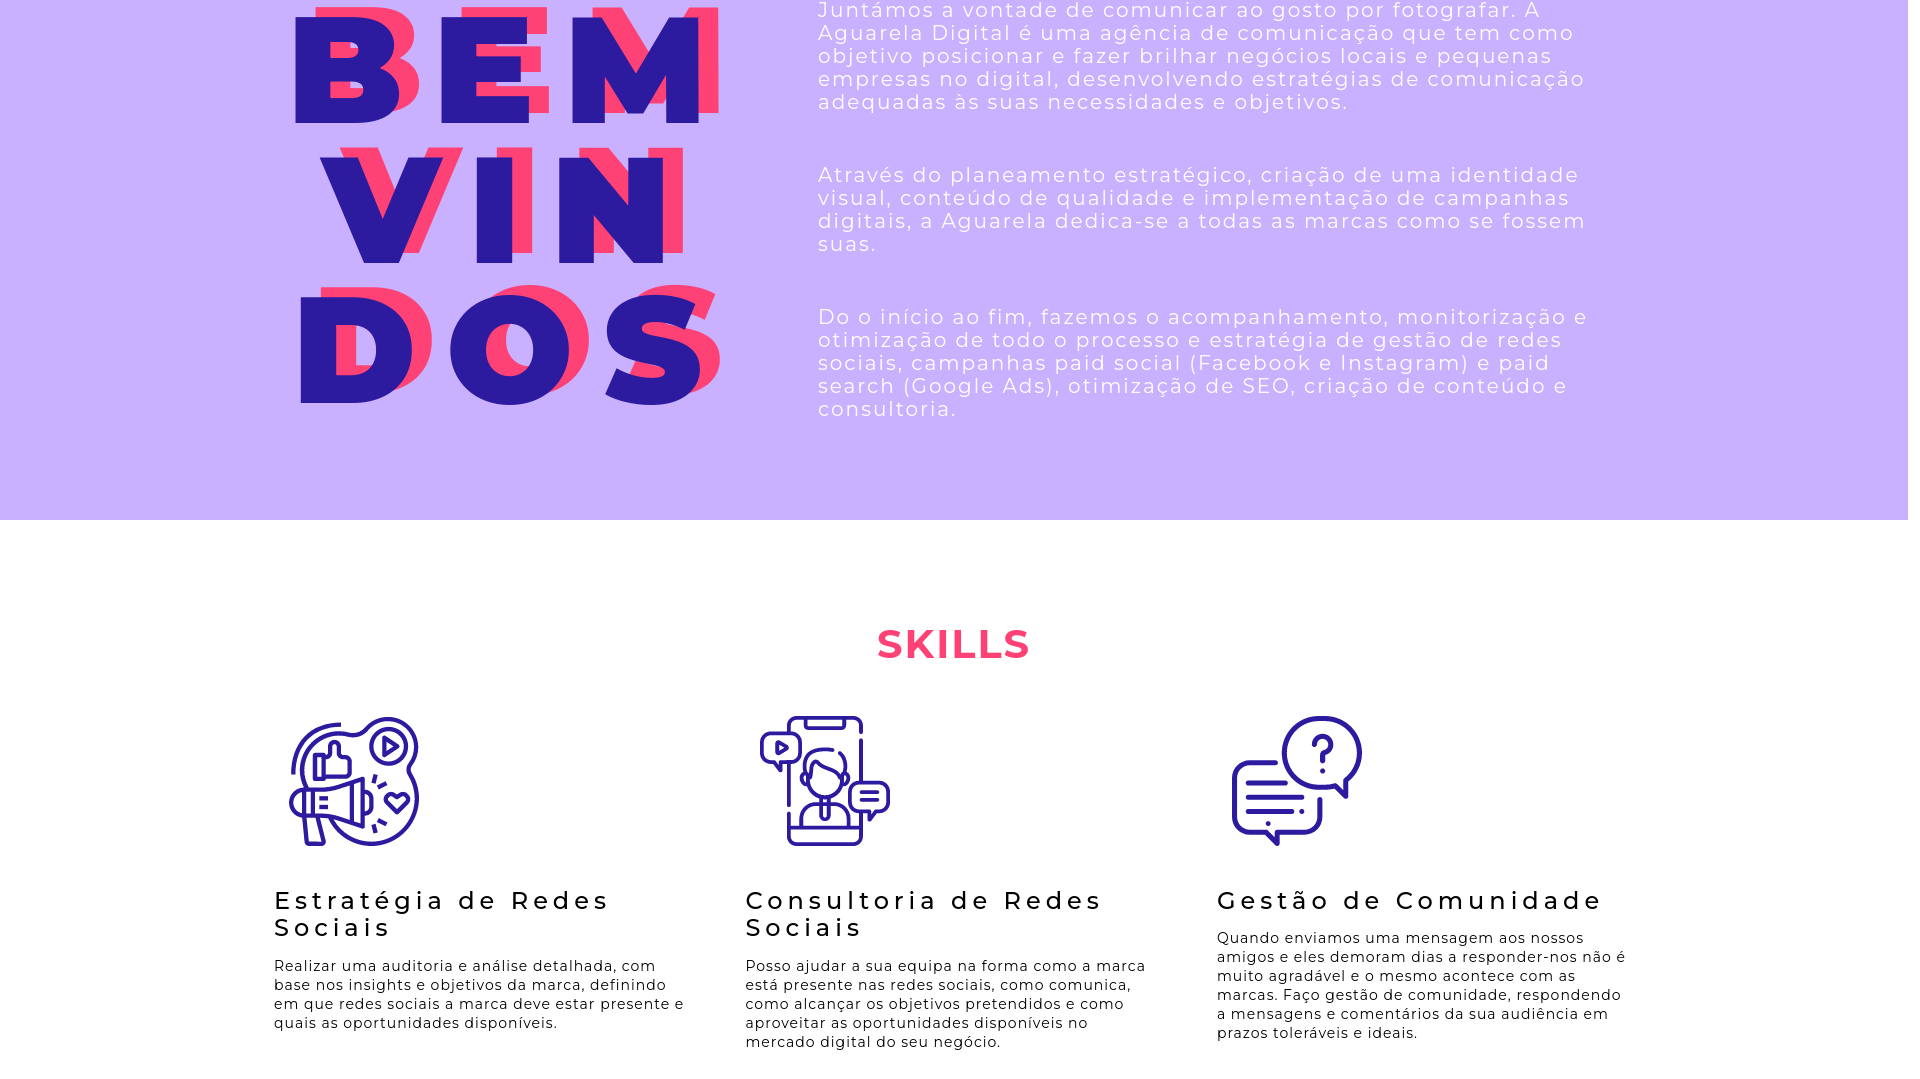 BEM
VIN
DOS
Juntámos a vontade de comunicar ao gosto por fotografar. A
Aguarela Digital é uma agência de comunicação que tem como
objetivo posicionar e fazer brilhar negócios locais e pequenas
empresas no digital, desenvolvendo estratégias de comunicação
adequadas às suas necessidades e objetivos.
Através do planeamento estratégico, criação de uma identidade
visual, conteúdo de qualidade e implementação de campanhas
digitais, a Aguarela dedica-se a todas as marcas como se fossem
suas.
Do o início ao fim, fazemos o acompanhamento, monitorização e
otimização de todo o processo e estratégia de gestão de redes
sociais, campanhas paid social (Facebook e Instagram) e paid
search (Google Ads), otimização de SEO, criação de conteúdo e
consultoria.
SKILLS
Estratégia de Redes
Sociais
Realizar uma auditoria e análise detalhada, com
base nos insights e objetivos da marca, definindo
em que redes sociais a marca deve estar presente e
quais as oportunidades disponíveis.
Consultoria de Redes
Sociais
Posso ajudar a sua equipa na forma como a marca
está presente nas redes sociais, como comunica,
como alcançar os objetivos pretendidos e como
aproveitar as oportunidades disponíveis no
mercado digital do seu negócio.
Gestão de Comunidade
Quando enviamos uma mensagem aos nossos
amigos e eles demoram dias a responder-nos não é
muito agradável e o mesmo acontece com as
marcas. Faço gestão de comunidade, respondendo
a mensagens e comentários da sua audiência em
prazos toleráveis e ideais.